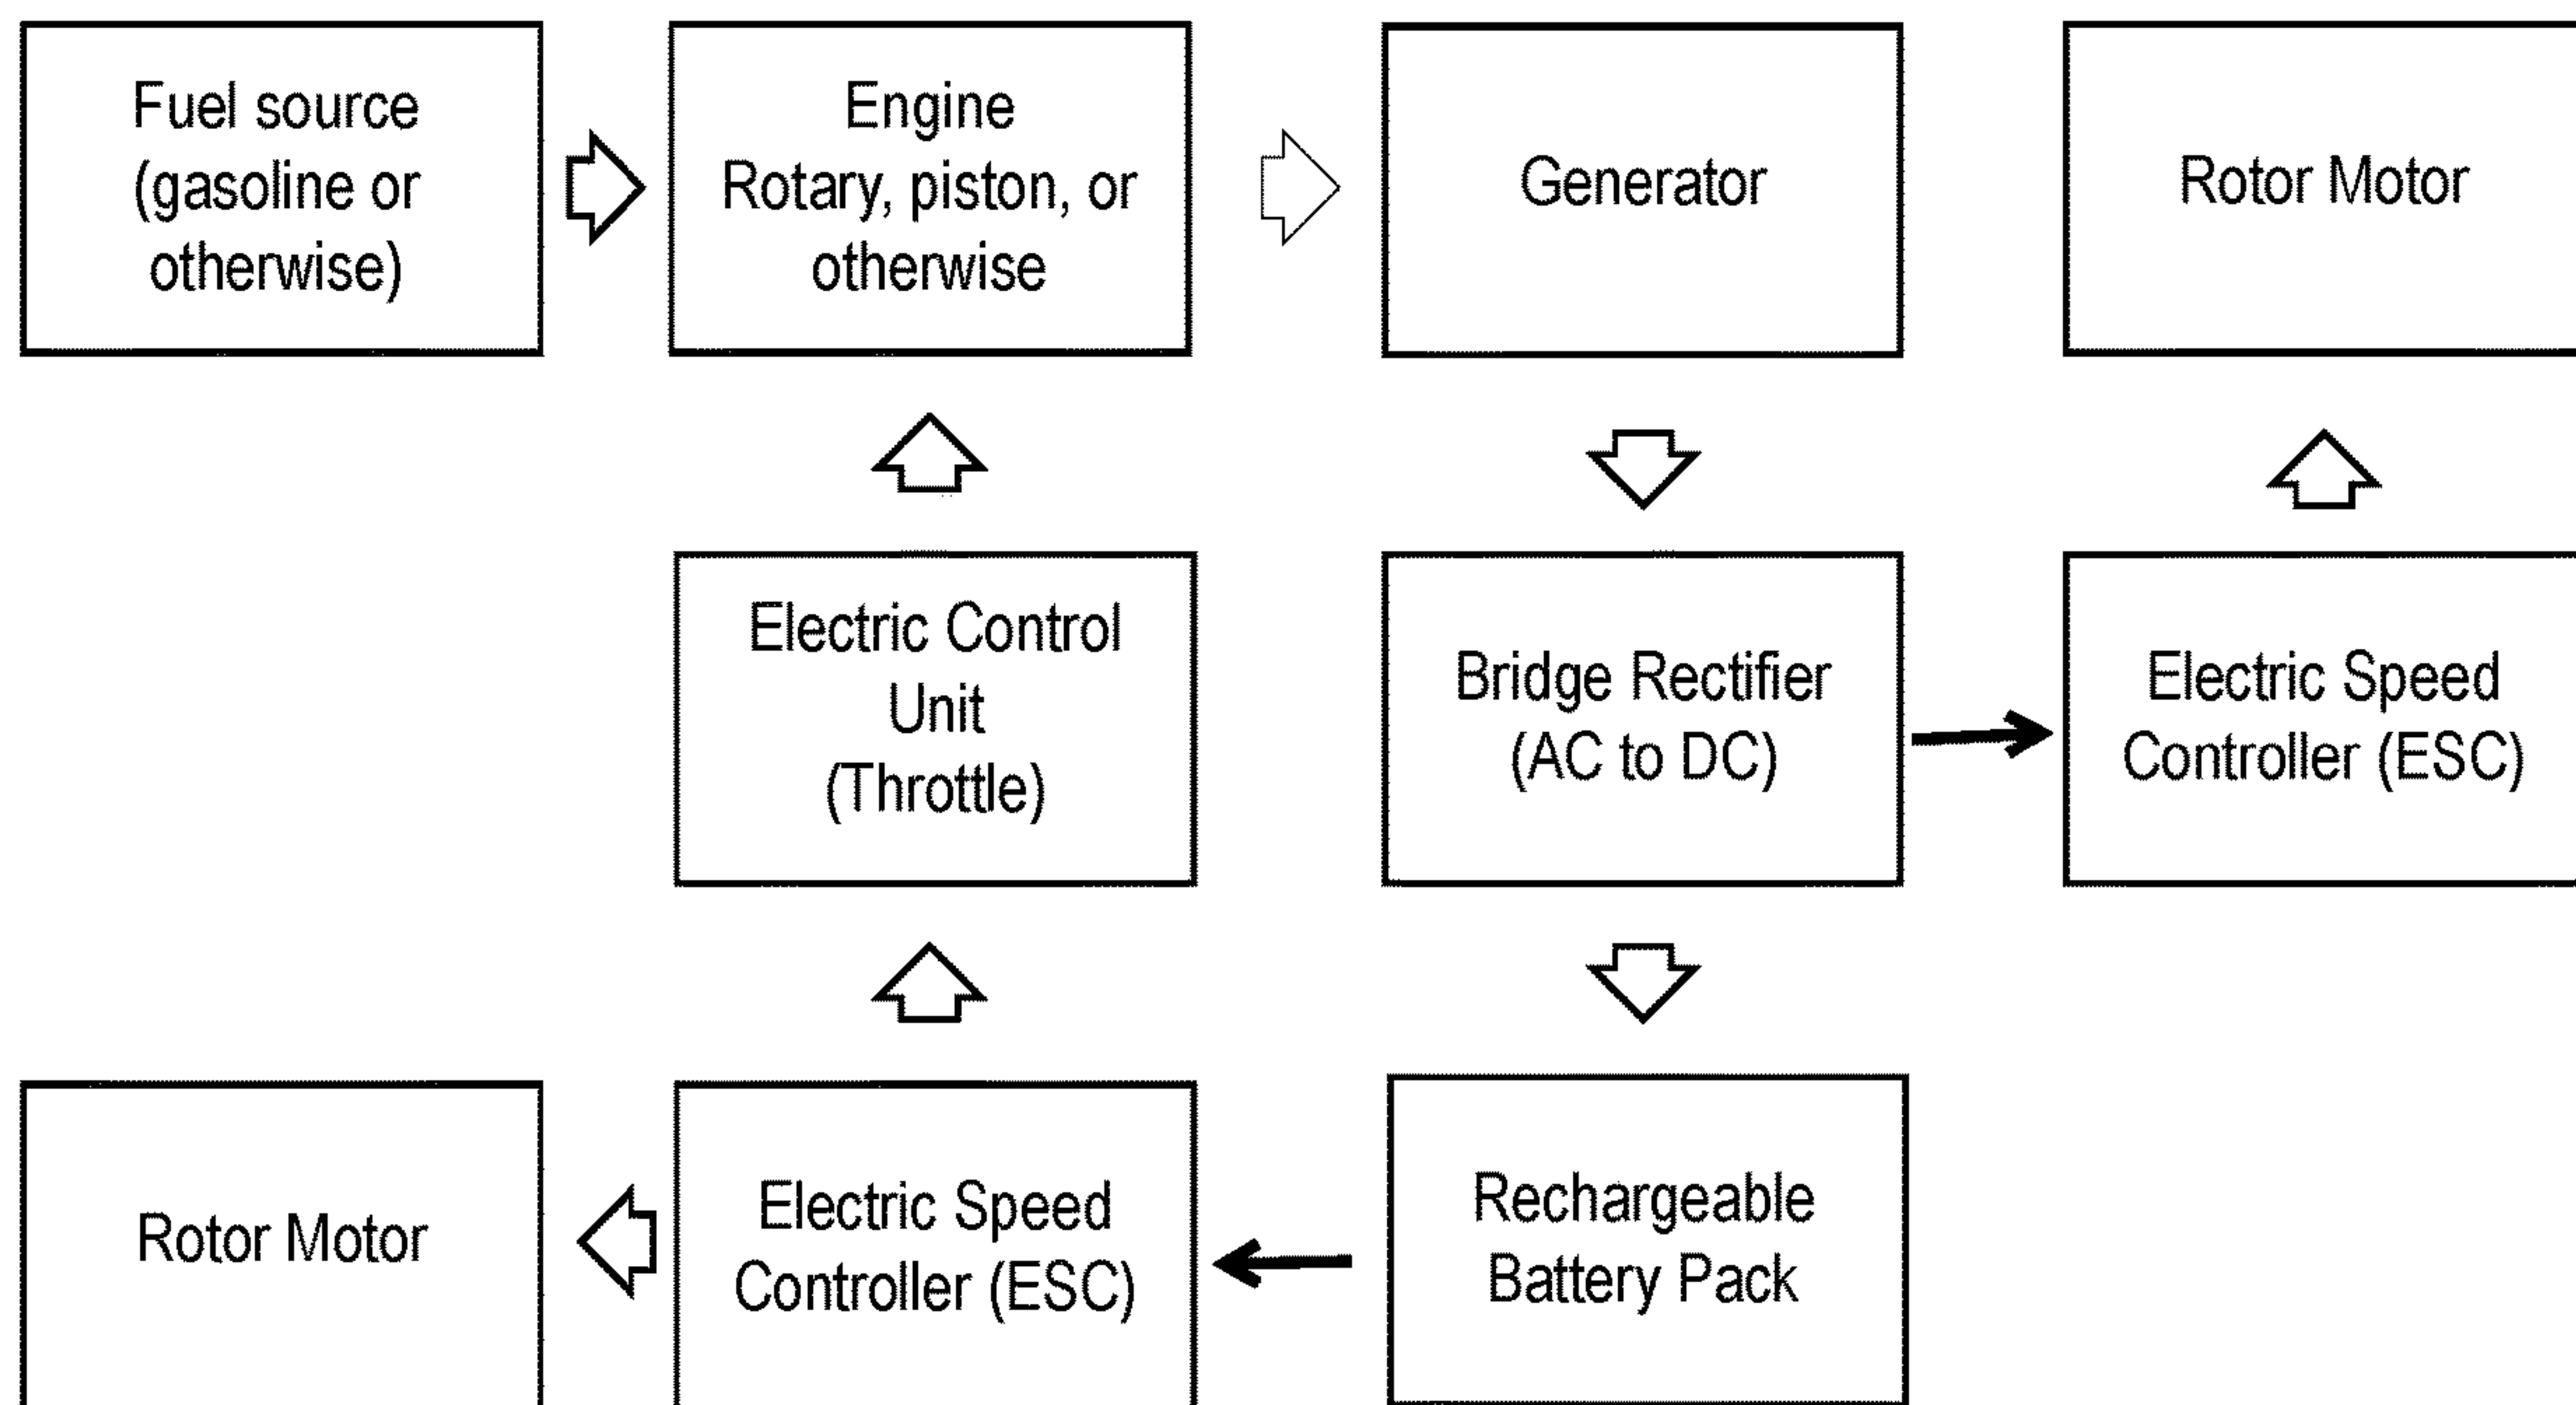 Fuel source
(gasoline or
otherwise)
Engine
Rotary, piston, or
otherwise
Generator
Rotor Motor
Electric Control
Unit
(Throttle)
Bridge Rectifier
(AC to DC)
Electric Speed
Controller (ESC)
Rotor Motor
Electric Speed
Controller (ESC)
Rechargeable
Battery Pack